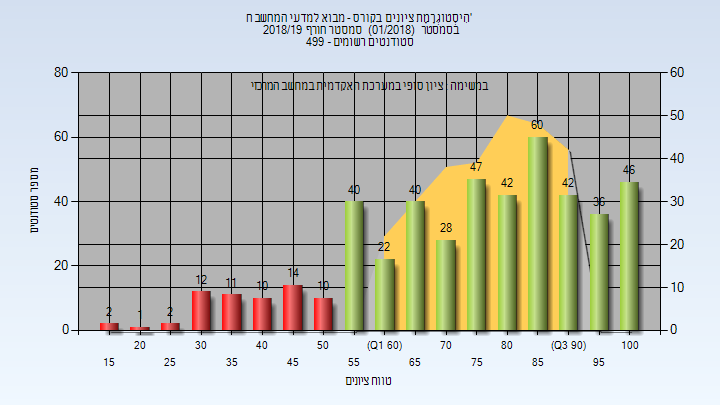 היסטוגרמת ציונים בקורס - מבוא למדעי המחשב ח'
בסמסטר (01/2018) סמסטר חורף 2018/19
סטודנטים רשומים - 499
במשימה : ציון סופי במערכת האקדמית במחשב המרכזי
מספר סטודנטים
80 60 40 20 0
60 50 40 30 20 10 0
2 1 2 12 11 10 14 10 40 22 40 28 47 42 60 42 36 46
20 30 40 50 (Q1 60) 70 80 (Q3 90) 100
15 25 35 45 55 65 75 85 95
טווח ציונים